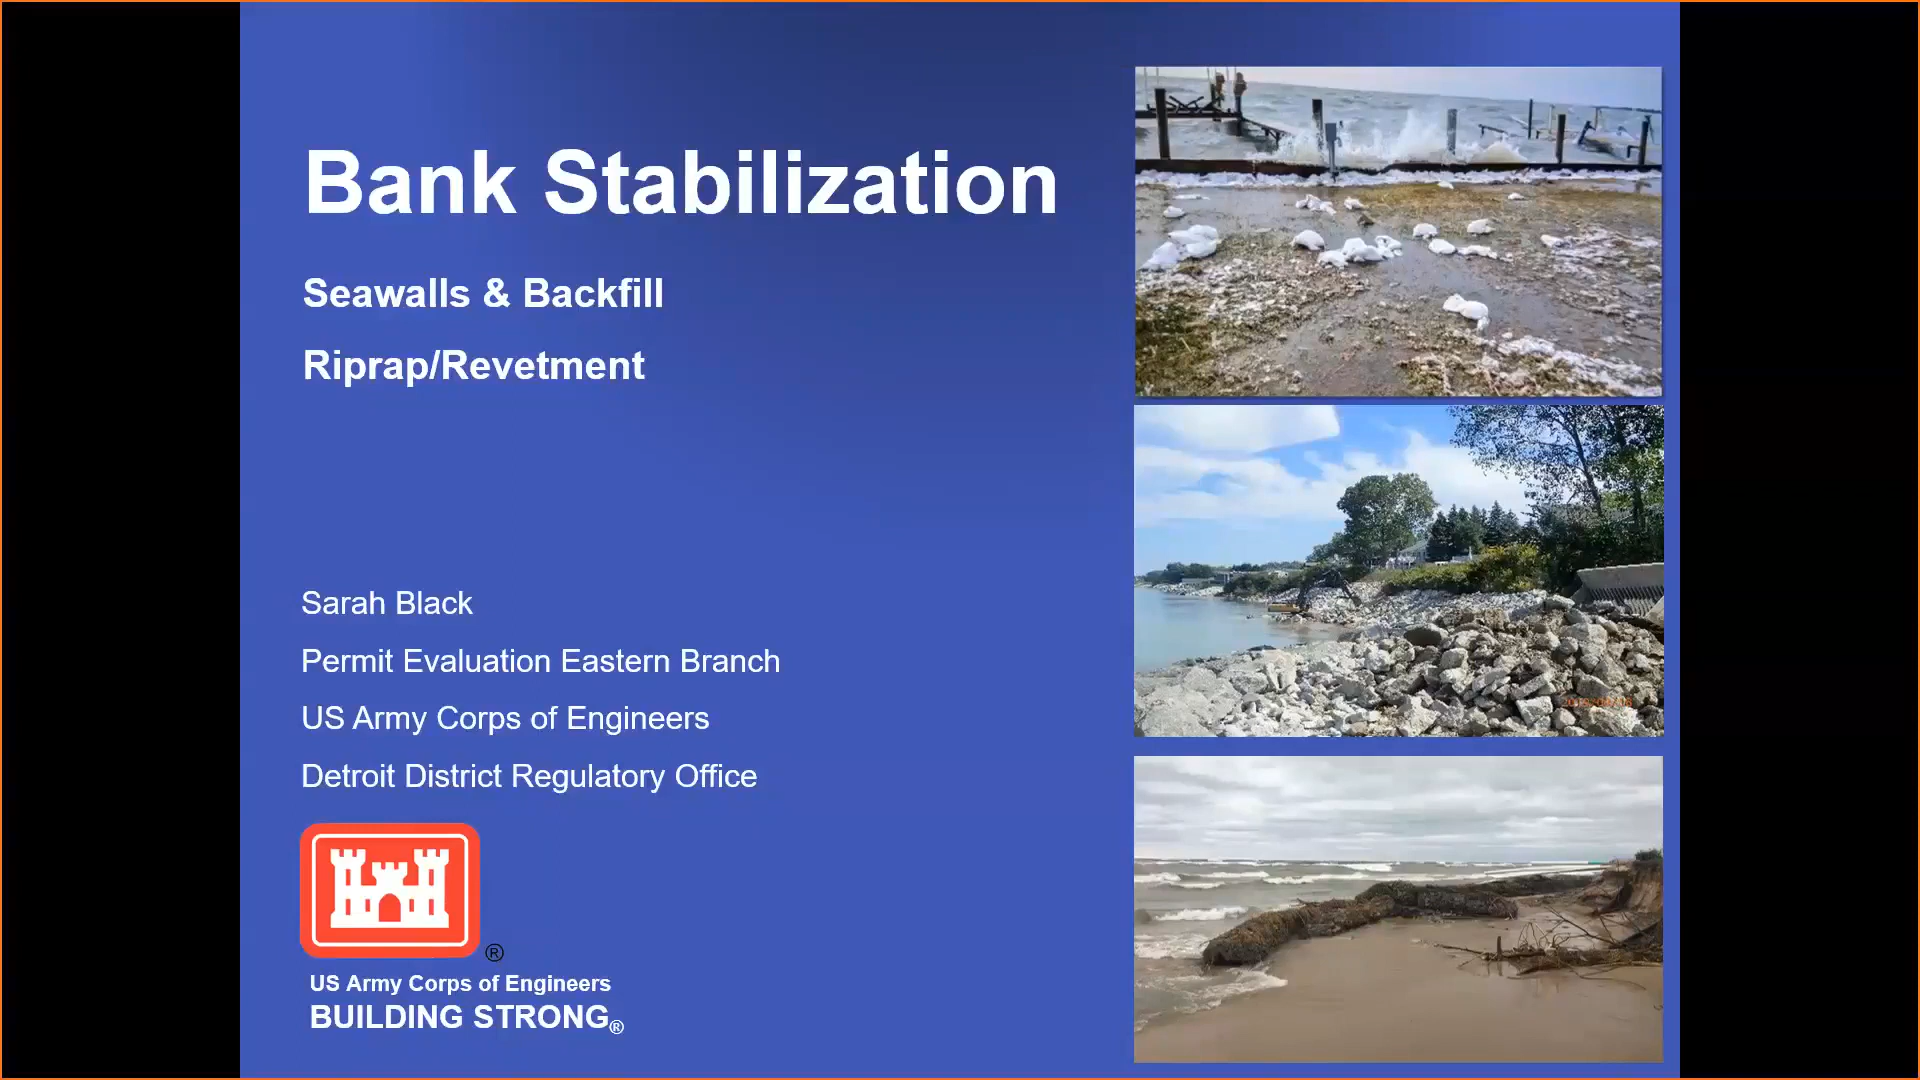 Bank Stabilization
Seawalls & Backfill
Riprap/Revetment
Sarah Black
Permit Evaluation Eastern Branch
US Army Corps of Engineers
Detroit District Regulatory Office
®
US Army Corps of Engineers
BUILDING STRONG®